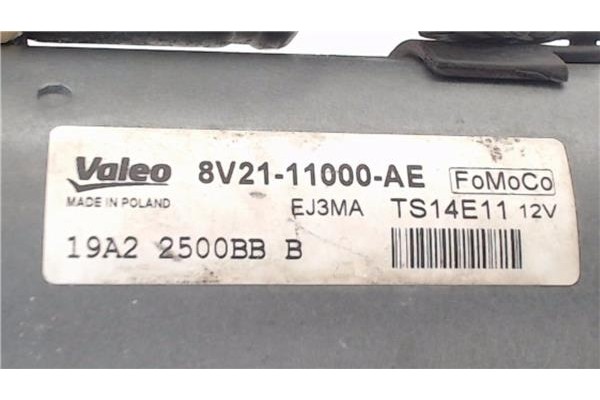 Valeo 8V21-11000-AE FoMoCo
MADE IN POLAND EJ3MA TS14E11 12V
19A2 2500BB B